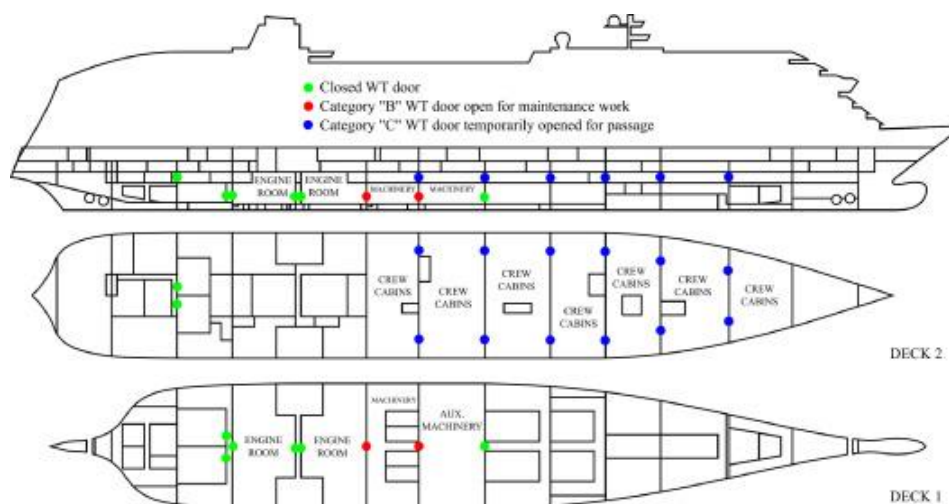 Closed WT door
Category "B" WT door open for maintenance work
Category "C" WT door temporarily opened for passage
ENGINE
ROOM
ENGINE
ROOM
MACHINERY
MACHINERY
CREW
CABINS
CREW
CABINS
CREW
CABINS
CREW
CABINS
CREW
CABINS
CREW
CABINS
CREW
CABINS
DECK 2
MACHINERY
AUX.
MACHINERY
ENGINE
ROOM
ENGINE
ROOM
DECK 1